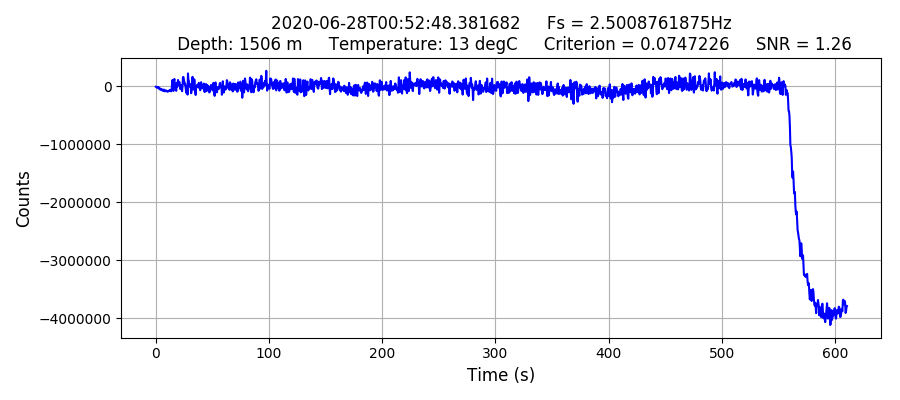 2020-06-28T00:52:48.381682 Fs = 2.5008761875Hz
Depth: 1506 m Temperature: 13 degC Criterion = 0.0747226 SNR = 1.26
Counts
0
−1000000
−2000000
−3000000
−4000000
0 100 200 300 400 500 600
Time (s)